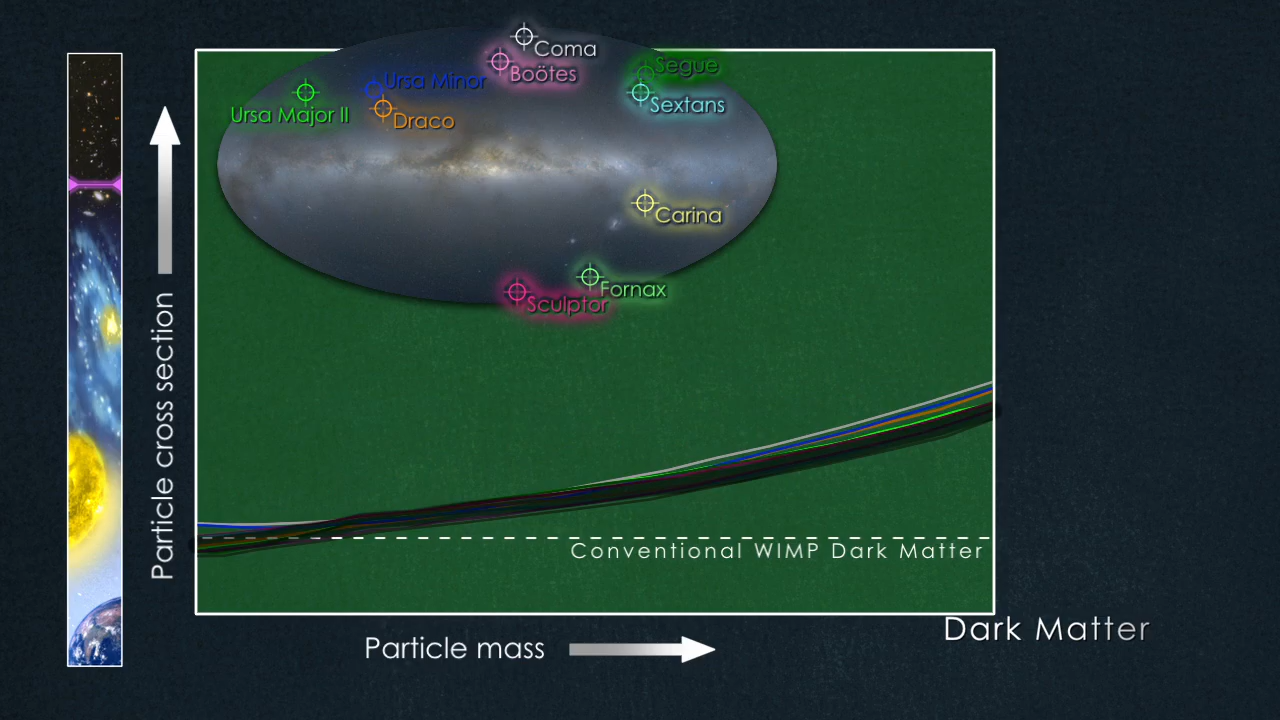 Coma
Boötes
Segue
Ursa Minor
Sextans
Ursa Major II
Draco
Carina
Fornax
Sculptor
Particle cross section
Conventional WIMP Dark Matter
Dark Matter
Particle mass